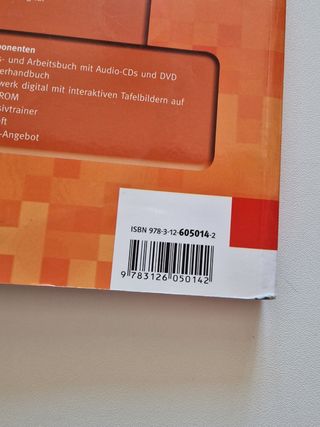 ponenten
s- und Arbeitsbuch mit Audio-CDs und DVD
erhandbuch
werk digital mit interaktiven Tafelbildern auf
ROM
sivtrainer
ft
-Angebot
ISBN 978-3-12-605014-2
9 783126 050142